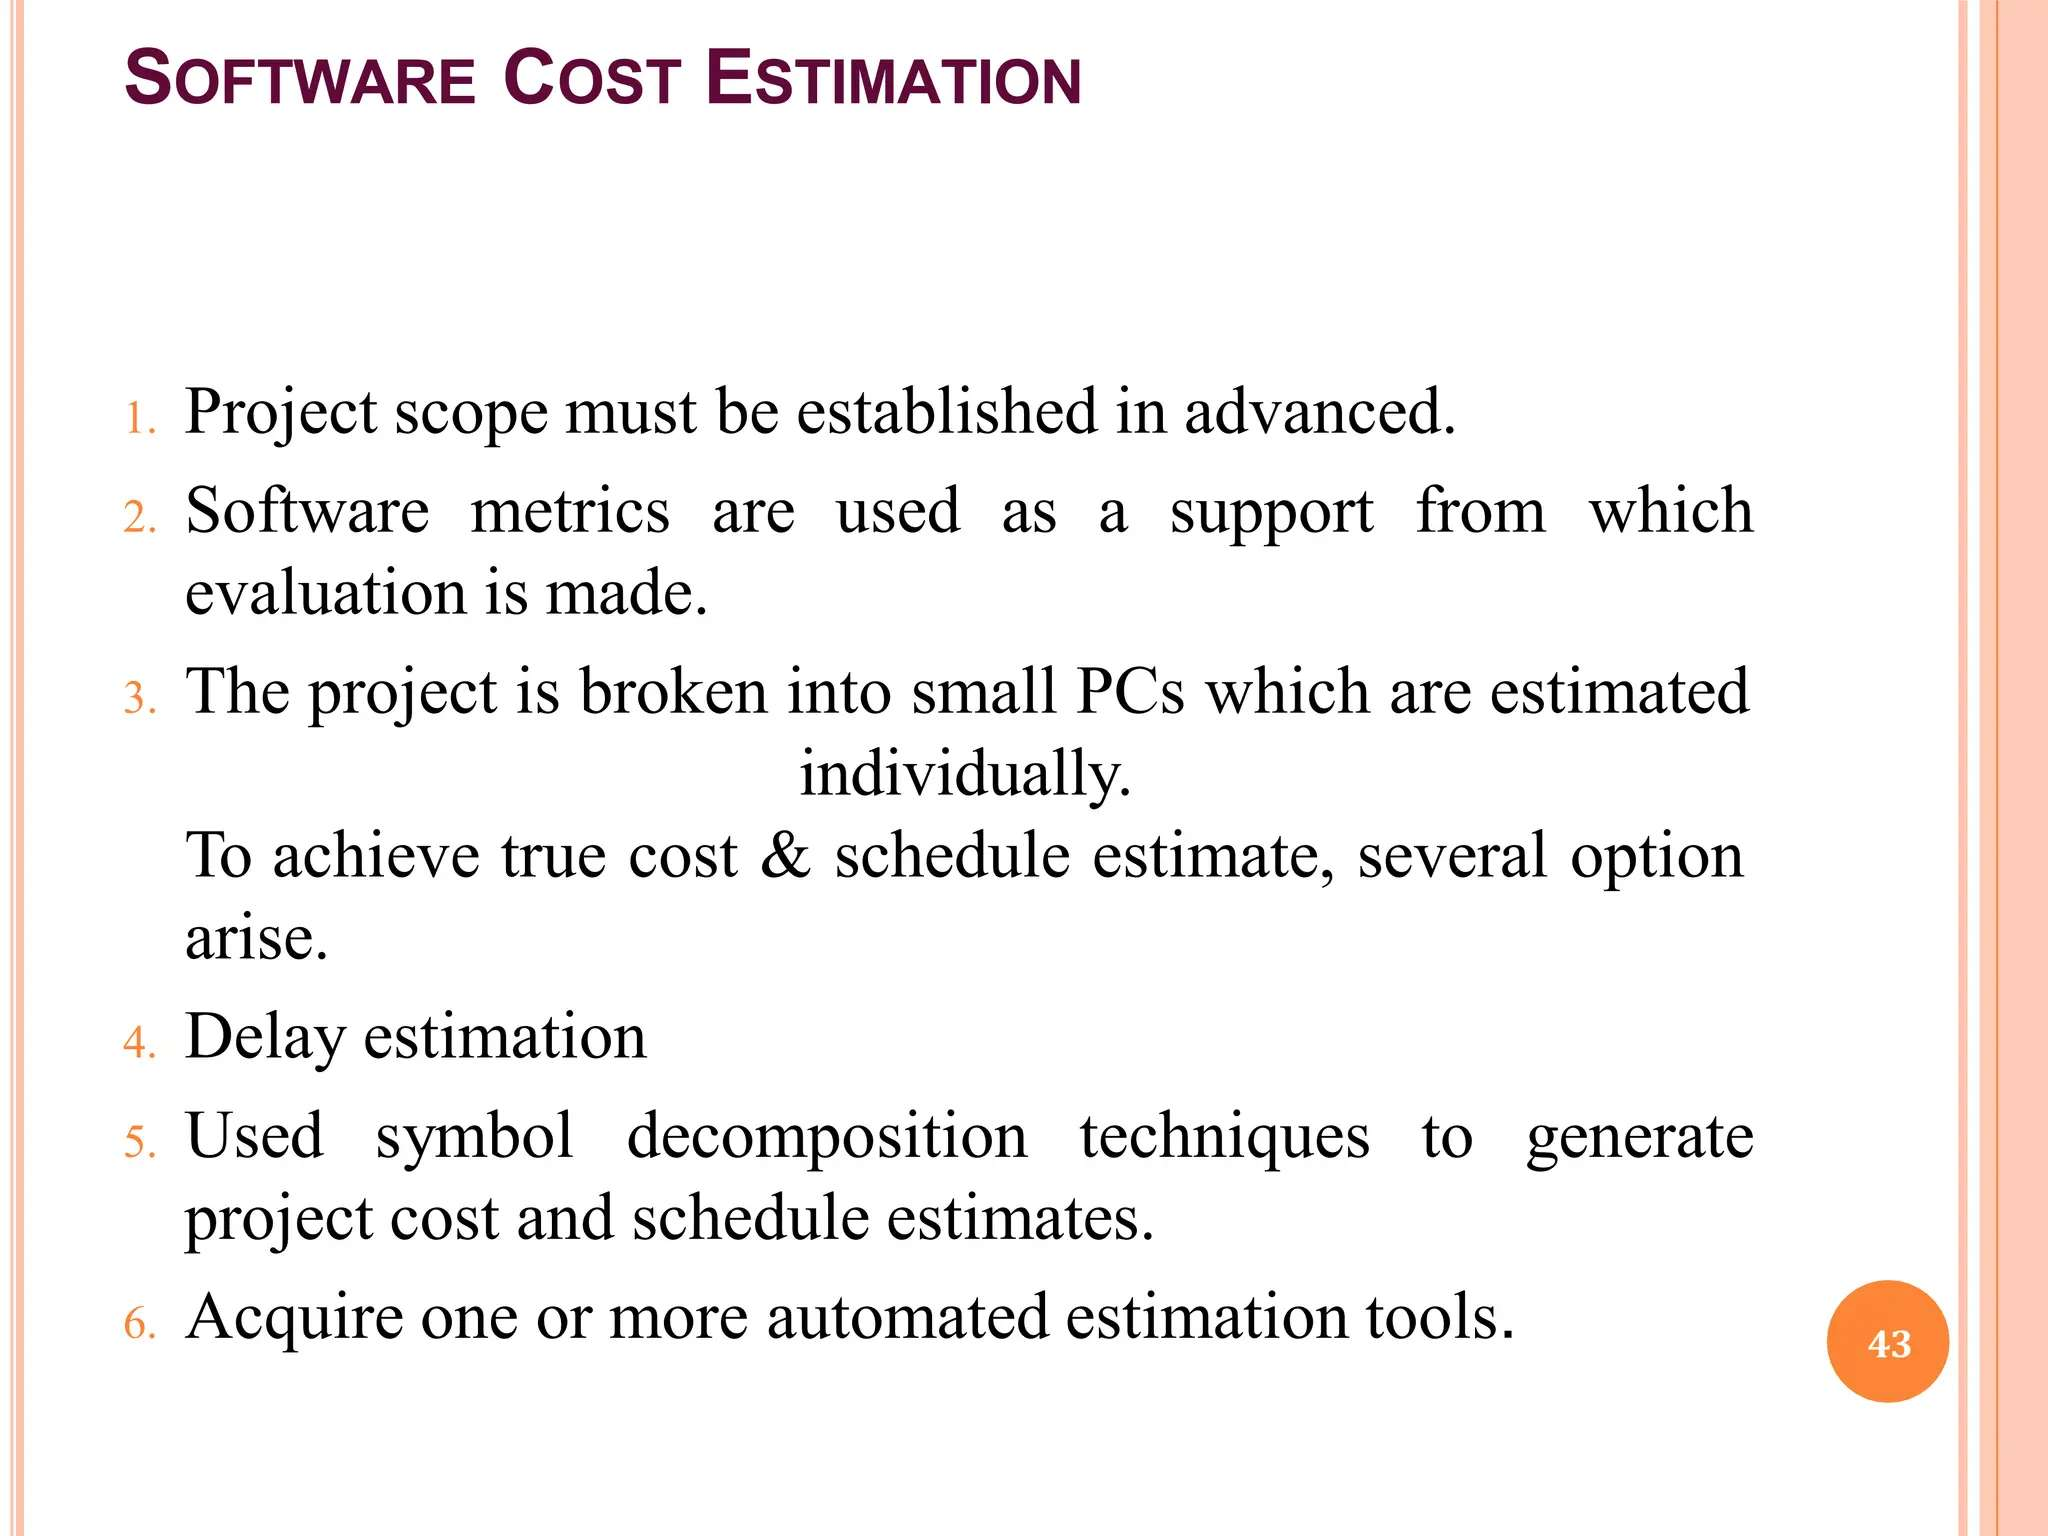 SOFTWARE COST ESTIMATION
1. Project scope must be established in advanced.
2. Software metrics are used as a support from which
evaluation is made.
3. The project is broken into small PCs which are estimated
individually.
To achieve true cost & schedule estimate, several option
arise.
4. Delay estimation
5. Used symbol decomposition techniques to generate
project cost and schedule estimates.
6. Acquire one or more automated estimation tools.
43